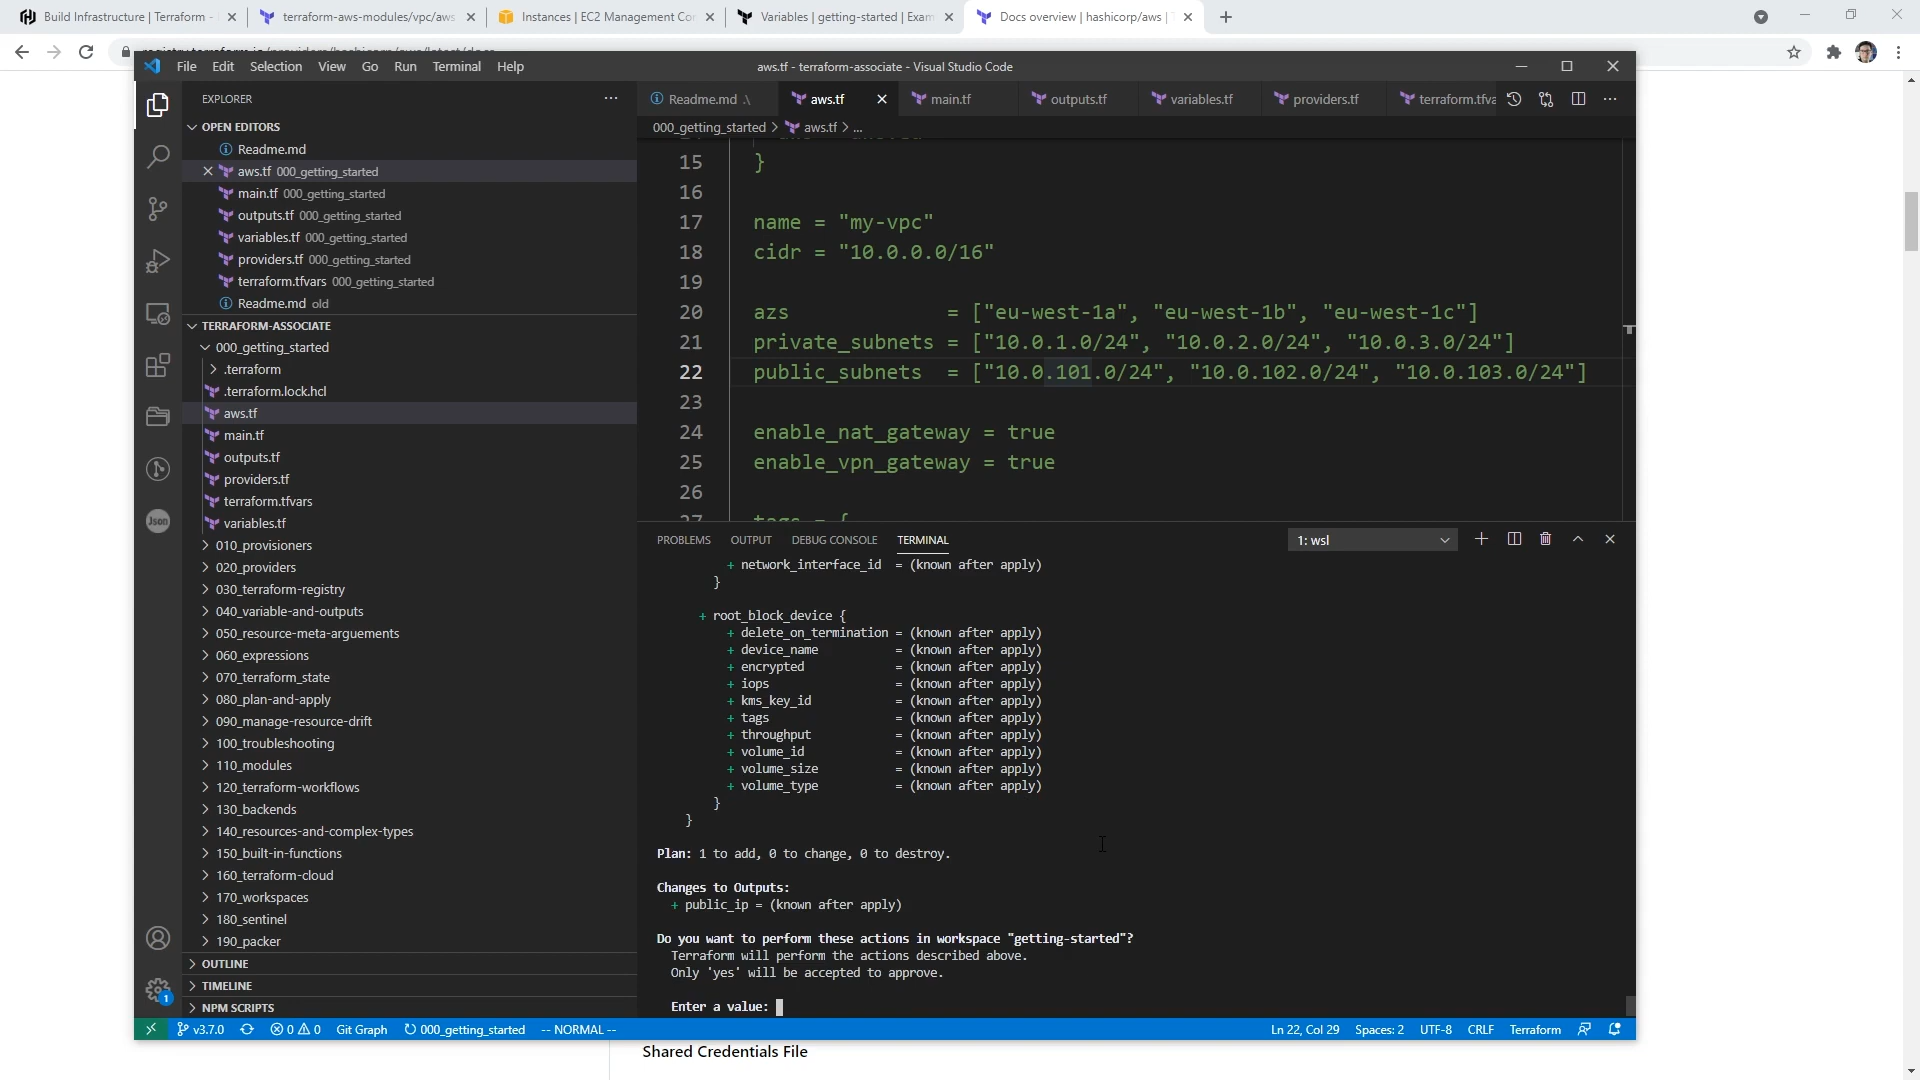 Build Infrastructure | Terraform -
terraform-aws-modules/vpc/aws
Instances | EC2 Management Con
Variables | getting-started | Exam
Docs overview | hashicorp/aws | T
File Edit Selection View Go Run Terminal Help
aws.tf - terraform-associate - Visual Studio Code
EXPLORER
OPEN EDITORS
Readme.md
aws.tf 000_getting_started
main.tf 000_getting_started
outputs.tf 000_getting_started
variables.tf 000_getting_started
providers.tf 000_getting_started
terraform.tfvars 000_getting_started
Readme.md old
TERRAFORM-ASSOCIATE
000_getting_started
.terraform
.terraform.lock.hcl
aws.tf
main.tf
outputs.tf
providers.tf
terraform.tfvars
variables.tf
010_provisioners
020_providers
030_terraform-registry
040_variable-and-outputs
050_resource-meta-arguements
060_expressions
070_terraform_state
080_plan-and-apply
090_manage-resource-drift
100_troubleshooting
110_modules
120_terraform-workflows
130_backends
140_resources-and-complex-types
150_built-in-functions
160_terraform-cloud
170_workspaces
180_sentinel
190_packer
OUTLINE
TIMELINE
NPM SCRIPTS
Json
1
Readme.md .\
aws.tf
main.tf
outputs.tf
variables.tf
providers.tf
terraform.tfva
000_getting_started > aws.tf > ...
15 }
16
17 name = "my-vpc"
18 cidr = "10.0.0.0/16"
19
20 azs = ["eu-west-1a", "eu-west-1b", "eu-west-1c"]
21 private_subnets = ["10.0.1.0/24", "10.0.2.0/24", "10.0.3.0/24"]
22 public_subnets = ["10.0.101.0/24", "10.0.102.0/24", "10.0.103.0/24"]
23
24 enable_nat_gateway = true
25 enable_vpn_gateway = true
26
27 tags = {
PROBLEMS OUTPUT DEBUG CONSOLE TERMINAL
1: wsl
+ network_interface_id = (known after apply)
}
+ root_block_device {
+ delete_on_termination = (known after apply)
+ device_name = (known after apply)
+ encrypted = (known after apply)
+ iops = (known after apply)
+ kms_key_id = (known after apply)
+ tags = (known after apply)
+ throughput = (known after apply)
+ volume_id = (known after apply)
+ volume_size = (known after apply)
+ volume_type = (known after apply)
}
}
Plan: 1 to add, 0 to change, 0 to destroy.
Changes to Outputs:
+ public_ip = (known after apply)
Do you want to perform these actions in workspace "getting-started"?
Terraform will perform the actions described above.
Only 'yes' will be accepted to approve.
Enter a value:
v3.7.0
0 0
Git Graph
000_getting_started
-- NORMAL --
Ln 22, Col 29
Spaces: 2
UTF-8
CRLF
Terraform
Shared Credentials File